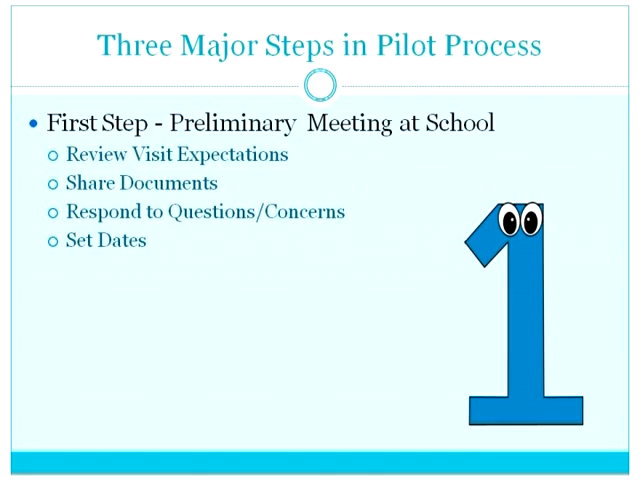 Three Major Steps in Pilot Process
First Step - Preliminary Meeting at School
Review Visit Expectations
Share Documents
Respond to Questions/Concerns
Set Dates
1